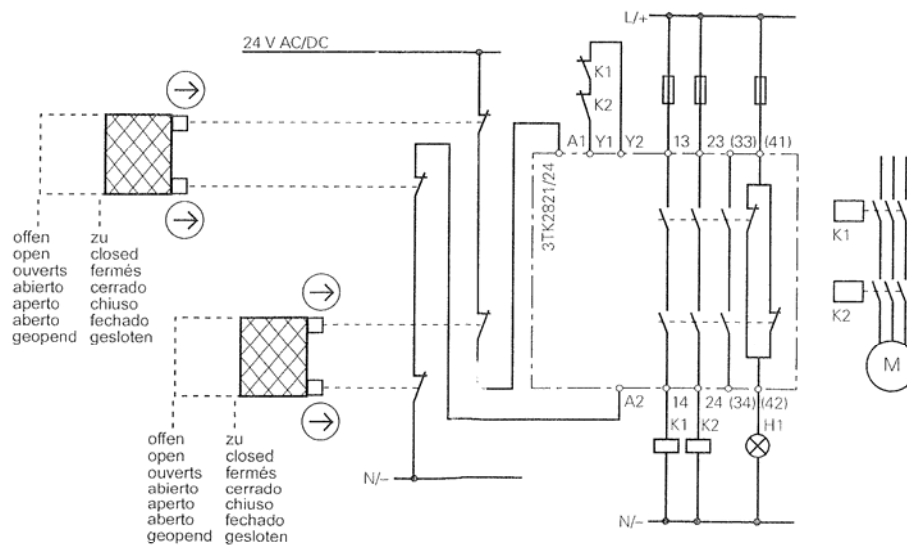 L/+
24 V AC/DC
K1
K2
A1 Y1 Y2 13 23 (33) (41)
3TK2821/24
K1
K2
M
offen zu
open closed
ouverts fermés
abierto cerrado
aperto chiuso
aberto fechado
geopend gesloten
A2 14 24 (34) (42)
K1 K2 H1
offen zu
open closed
ouverts fermés
abierto cerrado
aperto chiuso
aberto fechado
geopend gesloten
N/–
N/–